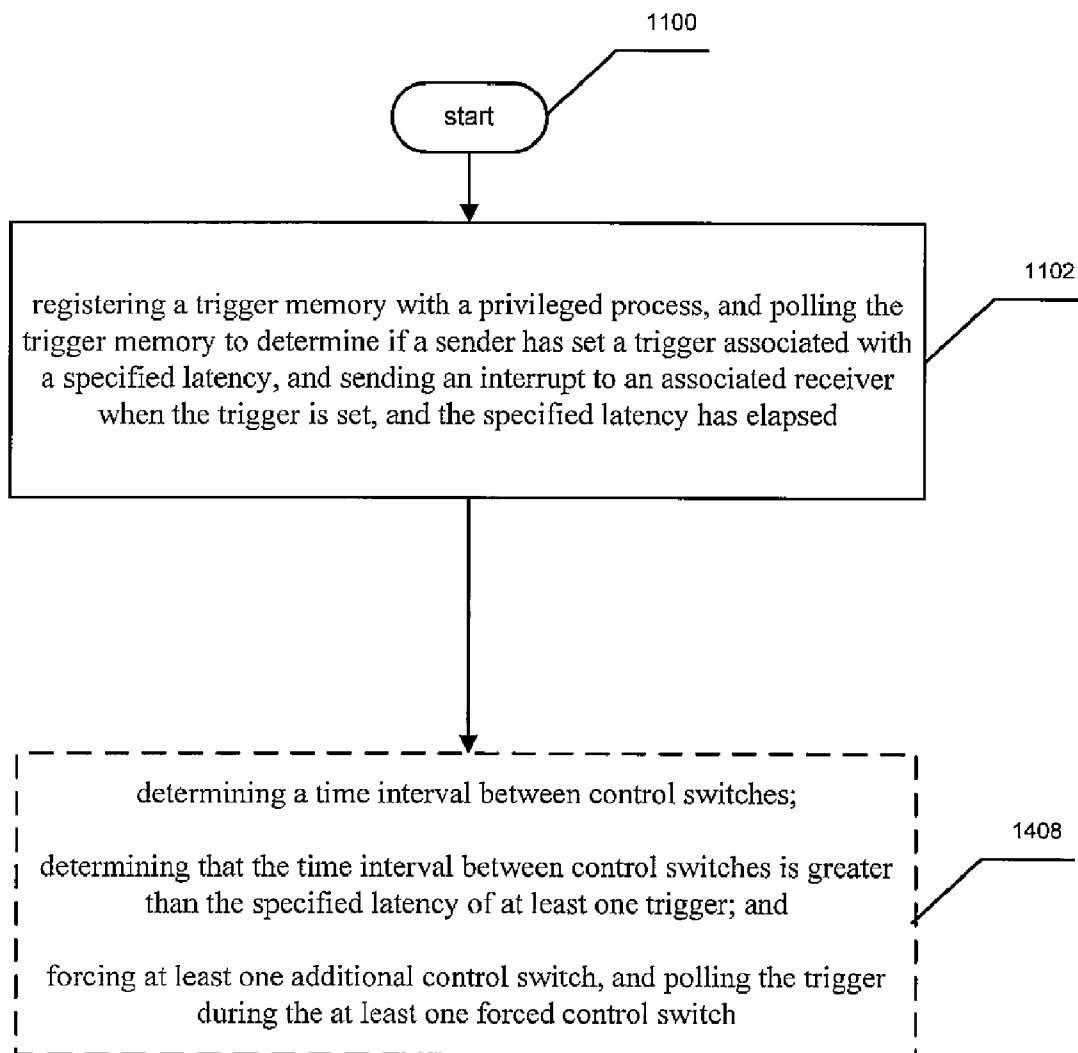 1100
start
1102
registering a trigger memory with a privileged process, and polling the
trigger memory to determine if a sender has set a trigger associated with
a specified latency, and sending an interrupt to an associated receiver
when the trigger is set, and the specified latency has elapsed
determining a time interval between control switches;
1408
determining that the time interval between control switches is greater
than the specified latency of at least one trigger; and
forcing at least one additional control switch, and polling the trigger
during the at least one forced control switch